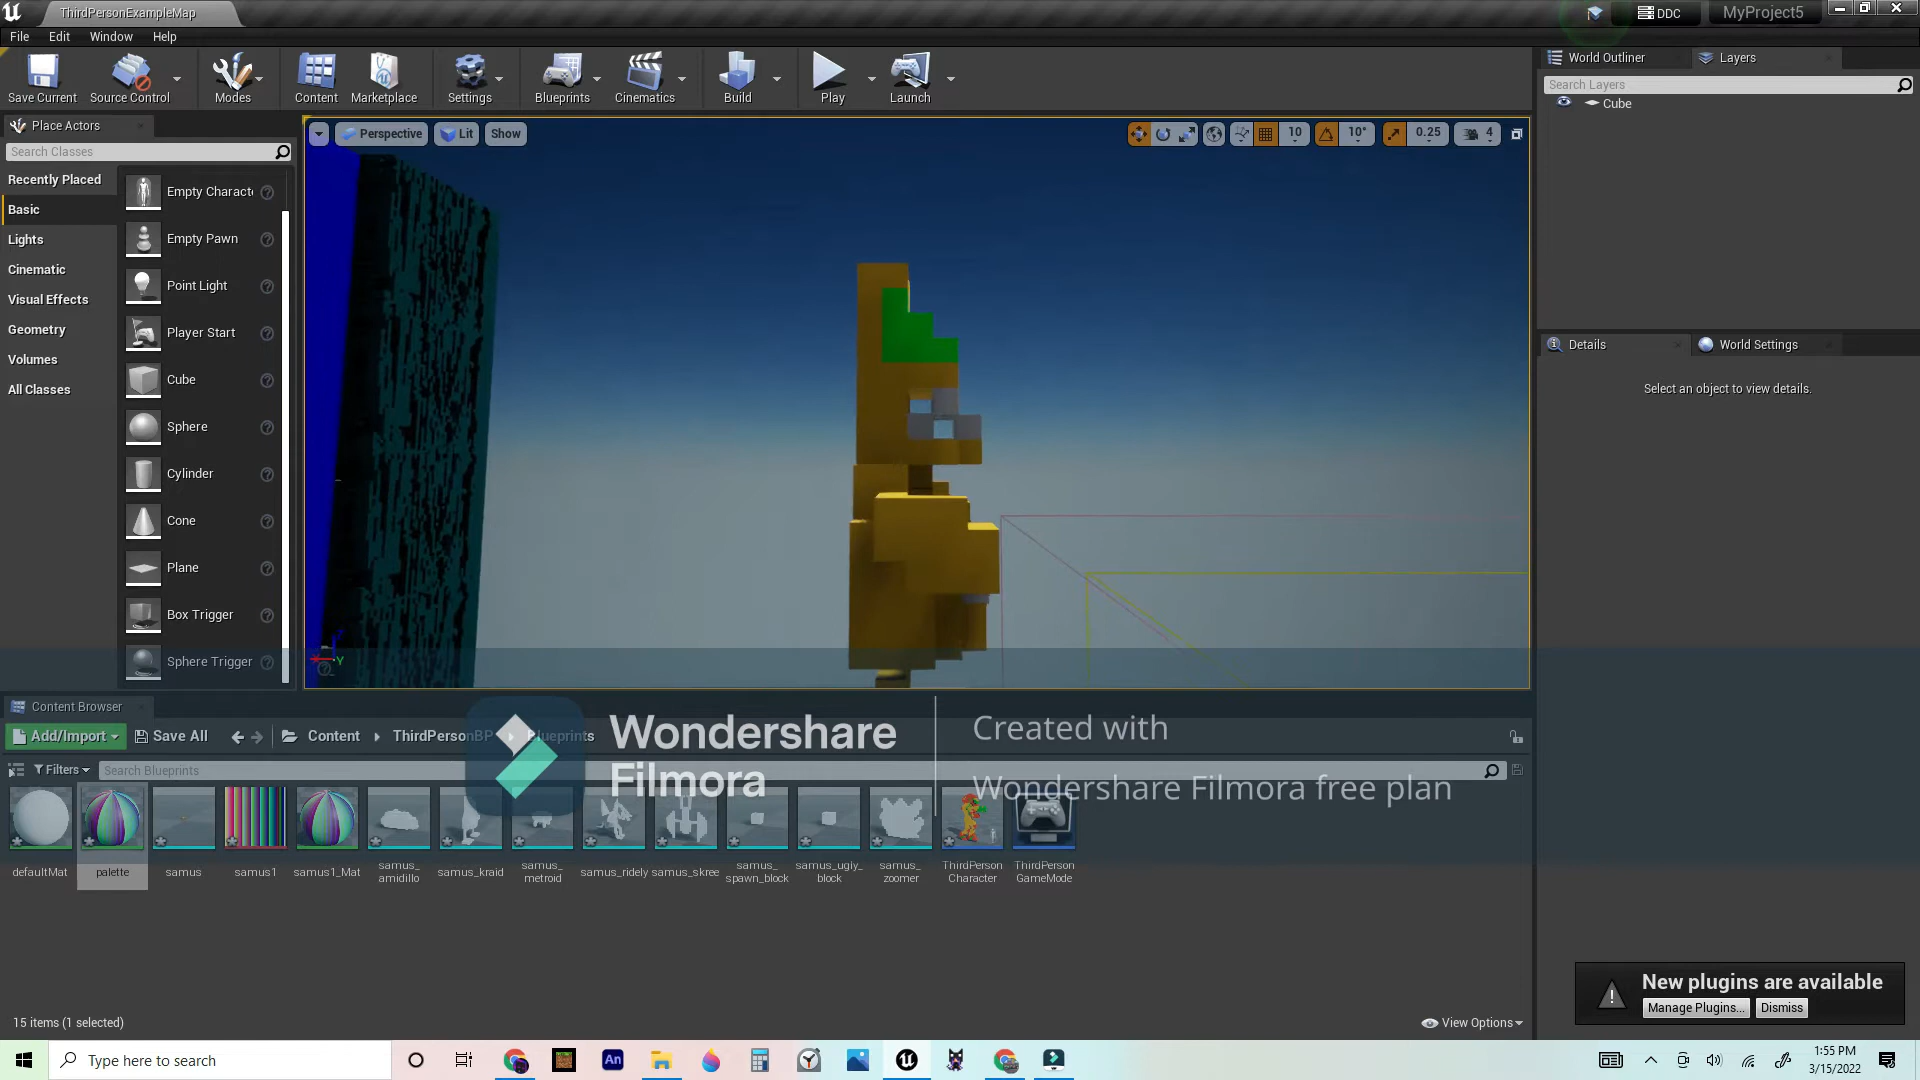 ThirdPersonExampleMap
DDC
MyProject5
File Edit Window Help
Save Current
Source Control
Modes
Content
Marketplace
Settings
Blueprints
Cinematics
Build
Play
Launch
World Outliner
Layers
Search Layers
Cube
Place Actors
Search Classes
Recently Placed
Basic
Lights
Cinematic
Visual Effects
Geometry
Volumes
All Classes
Empty Characte
Empty Pawn
Point Light
Player Start
Cube
Sphere
Cylinder
Cone
Plane
Box Trigger
Sphere Trigger
Perspective
Lit
Show
10
10°
0.25
4
Y
Details
World Settings
Select an object to view details.
Content Browser
Add/Import
Save All
Content
ThirdPersonBP
Blueprints
Filters
Search Blueprints
Wondershare
Filmora
Created with
Wondershare Filmora free plan
defaultMat
palette
samus
samus1
samus1_Mat
samus_
amidillo
samus_kraid
samus_
metroid
samus_ridely
samus_skree
samus_
spawn_block
samus_ugly_
block
samus_
zoomer
ThirdPerson
Character
ThirdPerson
GameMode
15 items (1 selected)
View Options
New plugins are available
Manage Plugins...
Dismiss
Type here to search
An
1:55 PM
3/15/2022